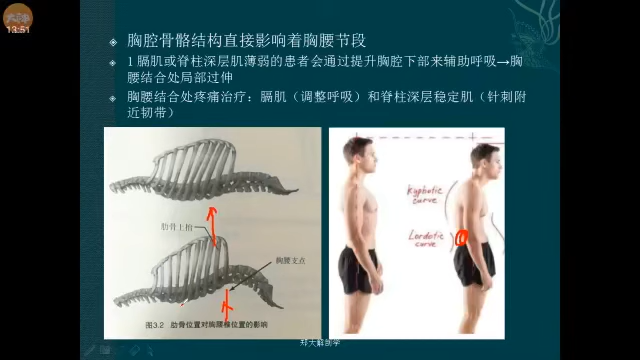 13:51
胸腔骨骼结构直接影响着胸腰节段
1 膈肌或脊柱深层肌薄弱的患者会通过提升胸腔下部来辅助呼吸→胸
腰结合处局部过伸
胸腰结合处疼痛治疗：膈肌（调整呼吸）和脊柱深层稳定肌（针刺附
近韧带）
肋骨上抬
胸腰支点
图3.2 肋骨位置对胸腰椎位置的影响
Kyphotic
curve
Lordotic
curve
郑大解剖学